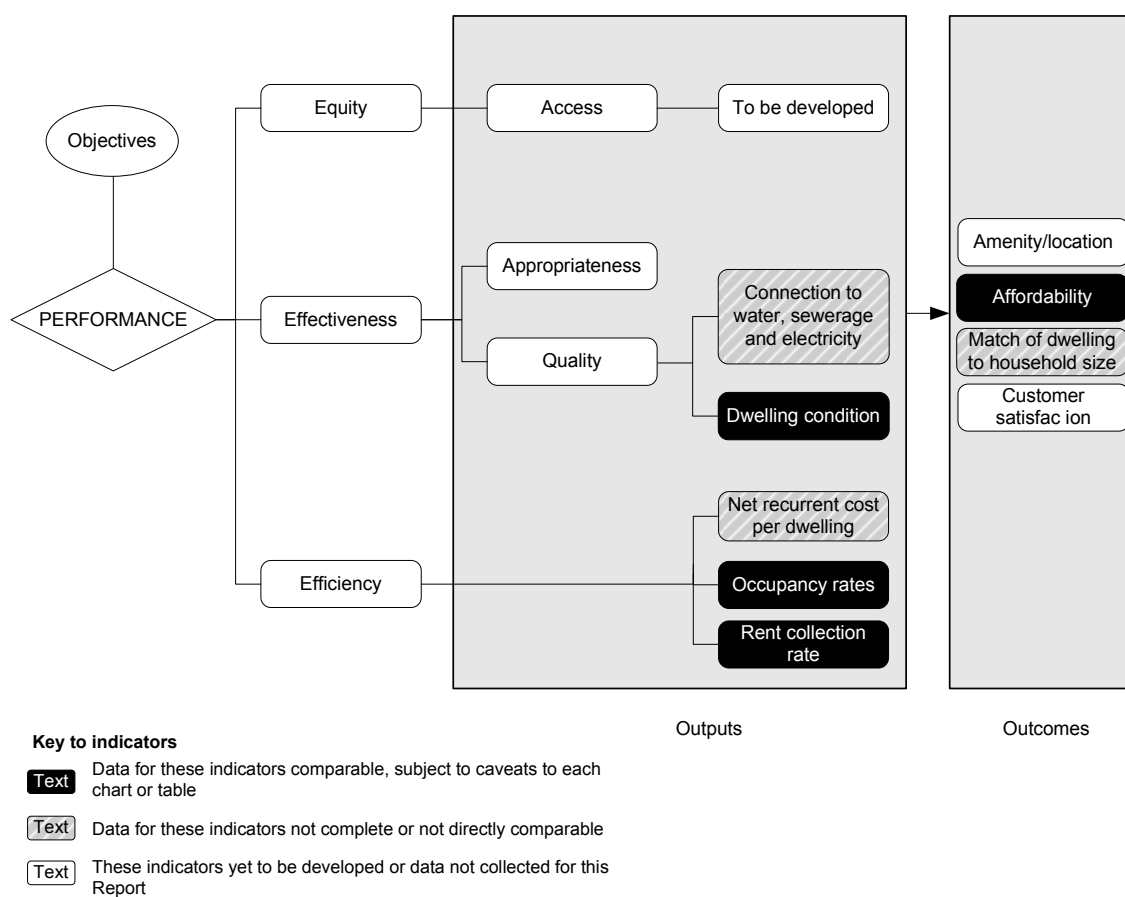 Objectives
PERFORMANCE
Equity
Access
To be developed
Effectiveness
Appropriateness
Quality
Connection to
water, sewerage
and electricity
Dwelling condition
Efficiency
Net recurrent cost
per dwelling
Occupancy rates
Rent collection
rate
Amenity/location
Affordability
Match of dwelling
to household size
Customer
satisfac ion
Outputs
Outcomes
Key to indicators
Text
Data for these indicators comparable, subject to caveats to each
chart or table
Text
Data for these indicators not complete or not directly comparable
Text
These indicators yet to be developed or data not collected for this
Report